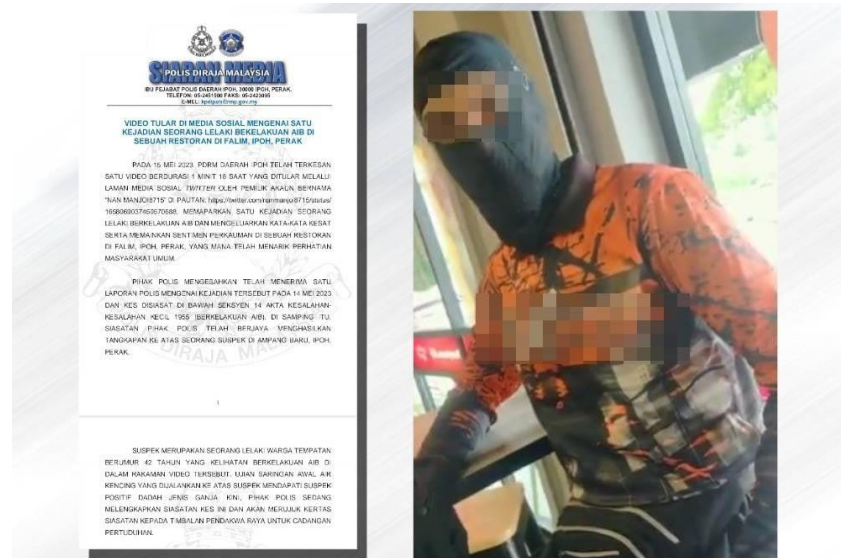 SIARAN MEDIA
POLIS DIRAJA MALAYSIA
IBU PEJABAT POLIS DAERAH IPOH, 30000 IPOH, PERAK.
TELEFON: 05-2451500 FAKS:
E-MEL:
VIDEO TULAR DI MEDIA SOSIAL MENGENAI SATU
KEJADIAN SEORANG LELAKI BEKELAKUAN AIB DI
SEBUAH RESTORAN DI FALIM, IPOH, PERAK
PADA 15 MEI 2023, PDRM DAERAH IPOH TELAH TERKESAN
SATU VIDEO BERDURASI 1 MINIT 18 SAAT YANG DITULAR MELALUI
LAMAN MEDIA SOSIAL TWITTER OLEH PEMILIK AKAUN BERNAMA
"NAN MANJOI8715" DI PAUTAN:
MEMAPARKAN SATU KEJADIAN SEORANG
LELAKI BERKELAKUAN AIB DAN MENGELUARKAN KATA-KATA KESAT
SERTA MEMAINKAN SENTIMEN PERKAUMAN DI SEBUAH RESTORAN
DI FALIM, IPOH, PERAK, YANG MANA TELAH MENARIK PERHATIAN
MASYARAKAT UMUM.
PIHAK POLIS MENGESAHKAN TELAH MENERIMA SATU
LAPORAN POLIS MENGENAI KEJADIAN TERSEBUT PADA 14 MEI 2023
DAN KES DISIASAT DI BAWAH SEKSYEN 14 AKTA KESALAHAN-
KESALAHAN KECIL 1955 (BERKELAKUAN AIB). DI SAMPING ITU,
SIASATAN PIHAK POLIS TELAH BERJAYA MENGHASILKAN
TANGKAPAN KE ATAS SEORANG SUSPEK DI AMPANG BARU, IPOH,
PERAK.
1
SUSPEK MERUPAKAN SEORANG LELAKI WARGA TEMPATAN
BERUMUR 42 TAHUN YANG KELIHATAN BERKELAKUAN AIB DI
DALAM RAKAMAN VIDEO TERSEBUT. UJIAN SARINGAN AWAL AIR
KENCING YANG DIJALANKAN KE ATAS SUSPEK MENDAPATI SUSPEK
POSITIF DADAH JENIS GANJA. KINI, PIHAK POLIS SEDANG
MELENGKAPKAN SIASATAN KES INI DAN AKAN MERUJUK KERTAS
SIASATAN KEPADA TIMBALAN PENDAKWA RAYA UNTUK CADANGAN
PERTUDUHAN.